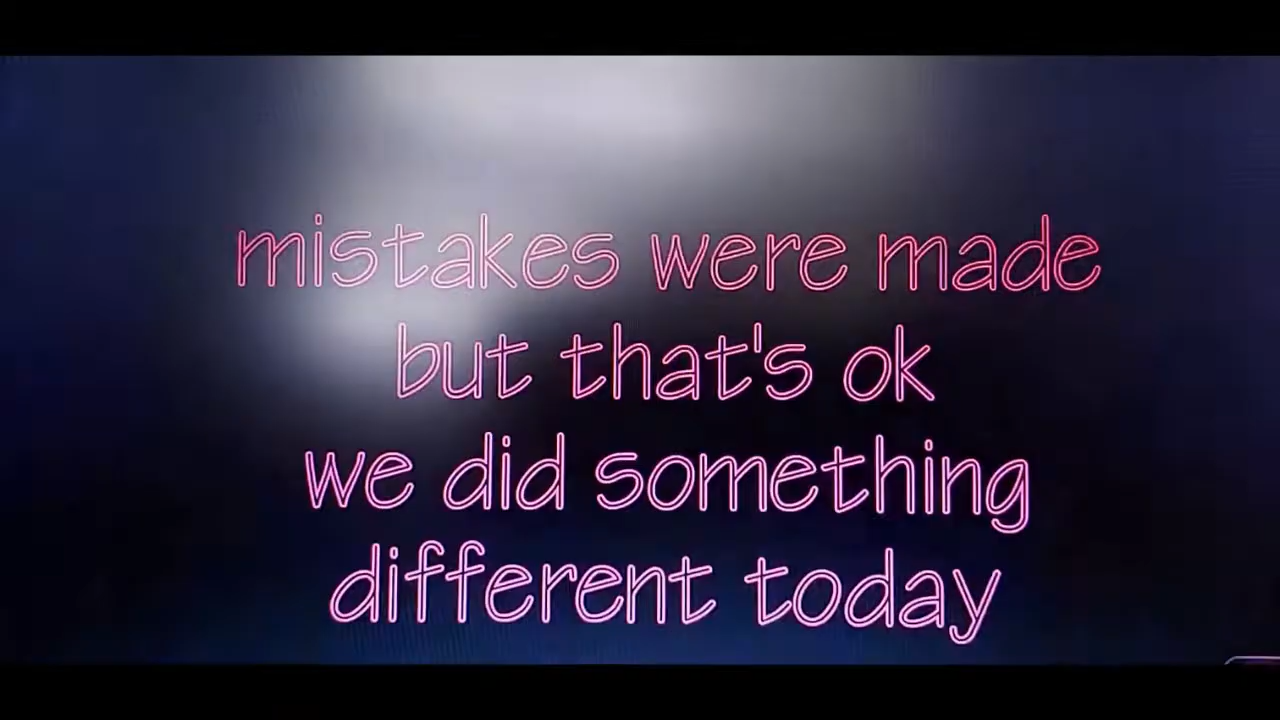 mistakes were made
but that's ok
we did something
different today